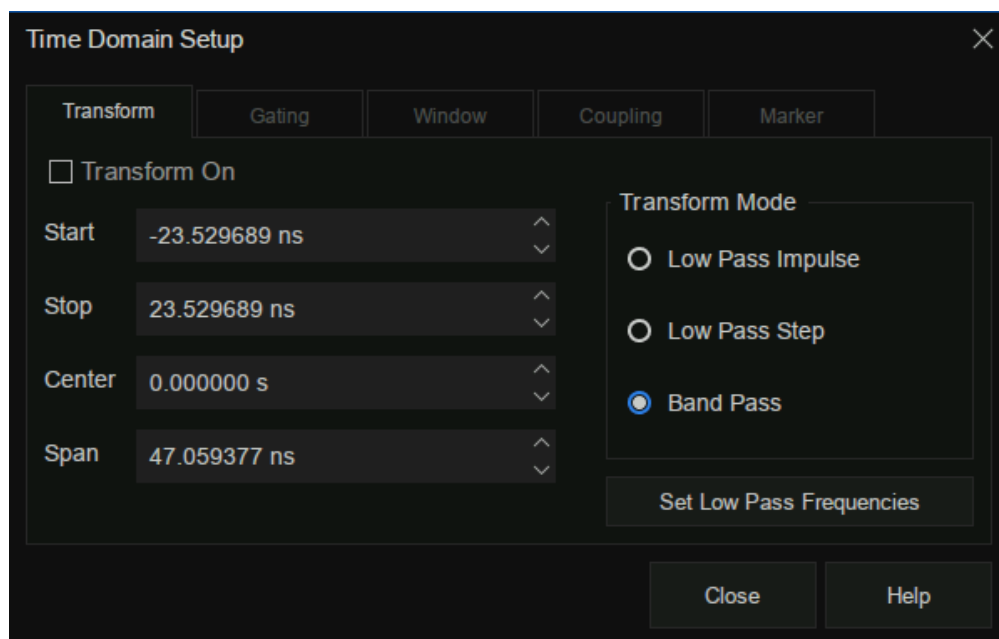 Time Domain Setup
Transform Gating Window Coupling Marker
Transform On
Start -23.529689 ns
Stop 23.529689 ns
Center 0.000000 s
Span 47.059377 ns
Transform Mode
Low Pass Impulse
Low Pass Step
Band Pass
Set Low Pass Frequencies
Close Help